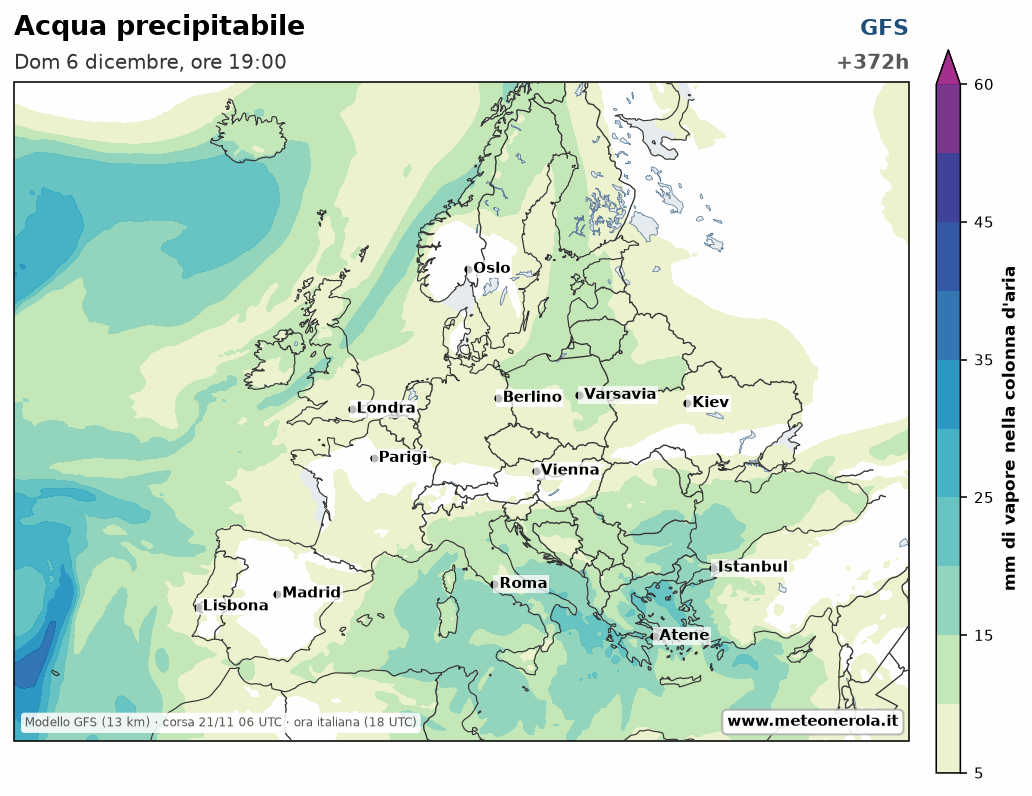 Acqua precipitabile
GFS
Dom 6 dicembre, ore 19:00
+372h
60
45
35
25
15
5
mm di vapore nella colonna d'aria
Oslo
Berlino
Varsavia
Kiev
Londra
Parigi
Vienna
Istanbul
Roma
Madrid
Lisbona
Atene
Modello GFS (13 km) · corsa 21/11 06 UTC · ora italiana (18 UTC)
www.meteonerola.it